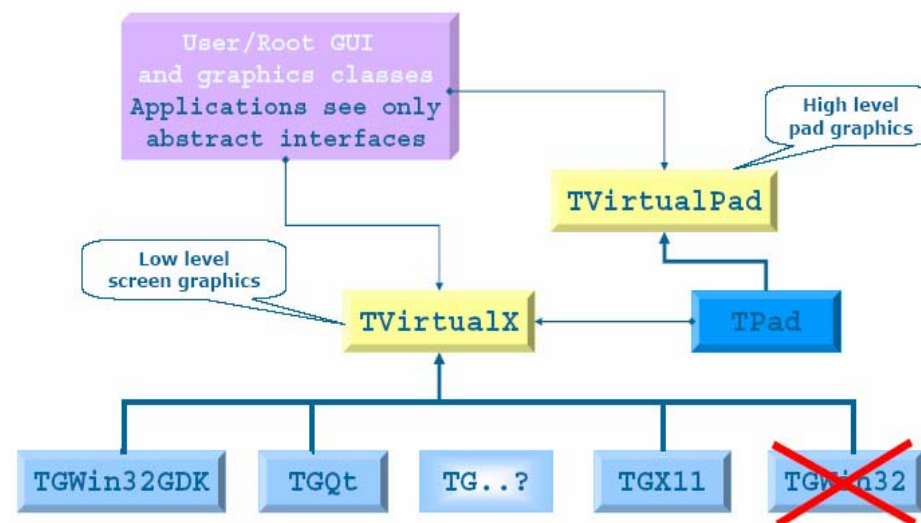 User/Root GUI
and graphics classes
Applications see only
abstract interfaces
High level
pad graphics
TVirtualPad
Low level
screen graphics
TVirtualX
TPad
TGWin32GDK
TGQt
TG..?
TGX11
TGWin32